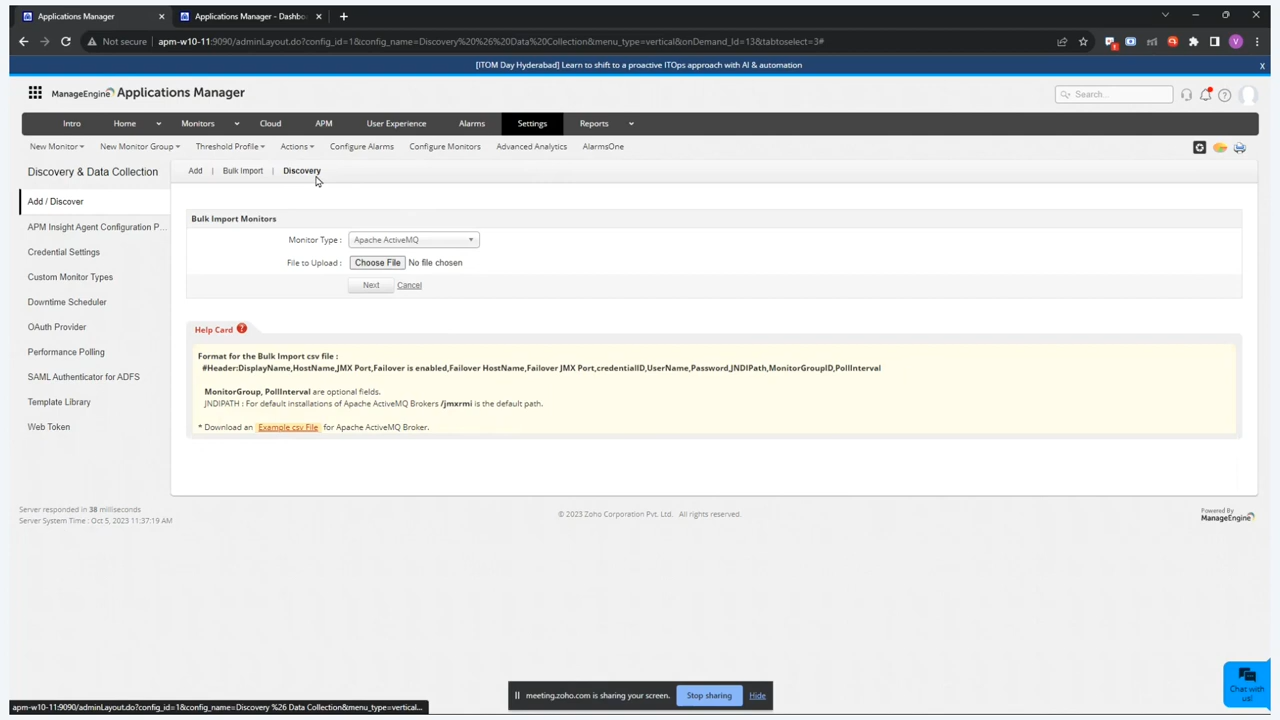 Applications Manager
Applications Manager - Dashbo
Not secure apm-w10-11:9090/adminLayout.do?config_id=1&config_name=Discovery%20%26%20Data%20Collection&menu_type=vertical&onDemand_Id=13&tabtoselect=3#
V
[ITOM Day Hyderabad] Learn to shift to a proactive ITOps approach with AI & automation
X
ManageEngine Applications Manager
Search...
Intro Home Monitors Cloud APM User Experience Alarms Settings Reports
New Monitor New Monitor Group Threshold Profile Actions Configure Alarms Configure Monitors Advanced Analytics AlarmsOne
Discovery & Data Collection
Add / Discover
APM Insight Agent Configuration P...
Credential Settings
Custom Monitor Types
Downtime Scheduler
OAuth Provider
Performance Polling
SAML Authenticator for ADFS
Template Library
Web Token
Add | Bulk Import | Discovery
Bulk Import Monitors
Monitor Type : Apache ActiveMQ
File to Upload : Choose File No file chosen
Next Cancel
Help Card ?
Format for the Bulk Import csv file :
#Header:DisplayName,HostName,JMX Port,Failover is enabled,Failover HostName,Failover JMX Port,credentialID,UserName,Password,JNDIPath,MonitorGroupID,PollInterval
MonitorGroup, PollInterval are optional fields.
JNDIPATH : For default installations of Apache ActiveMQ Brokers /jmxrmi is the default path.
* Download an Example csv File for Apache ActiveMQ Broker.
Server responded in 38 milliseconds
Server System Time : Oct 5, 2023 11:37:19 AM
© 2023 Zoho Corporation Pvt. Ltd. All rights reserved.
Powered By
ManageEngine
Chat with us!
meeting.zoho.com is sharing your screen. Stop sharing Hide
apm-w10-11:9090/adminLayout.do?config_id=1&config_name=Discovery %26 Data Collection&menu_type=vertical...